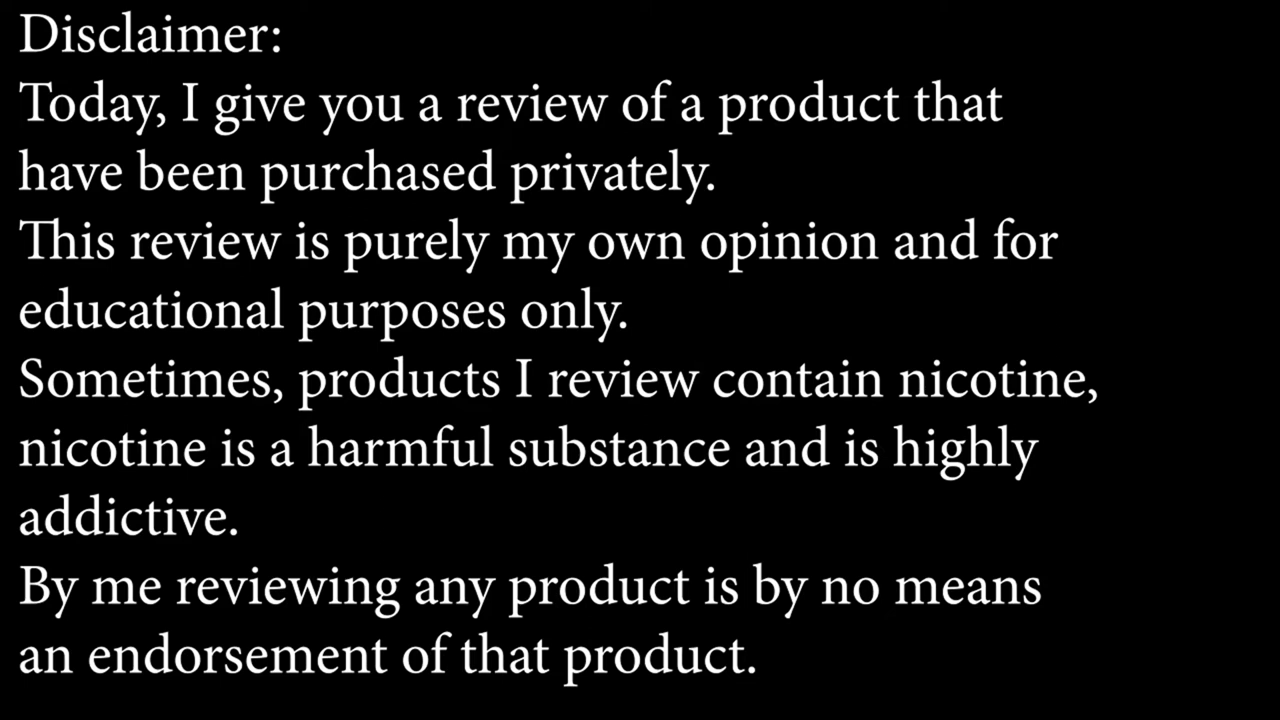 Disclaimer:
Today, I give you a review of a product that
have been purchased privately.
This review is purely my own opinion and for
educational purposes only.
Sometimes, products I review contain nicotine,
nicotine is a harmful substance and is highly
addictive.
By me reviewing any product is by no means
an endorsement of that product.